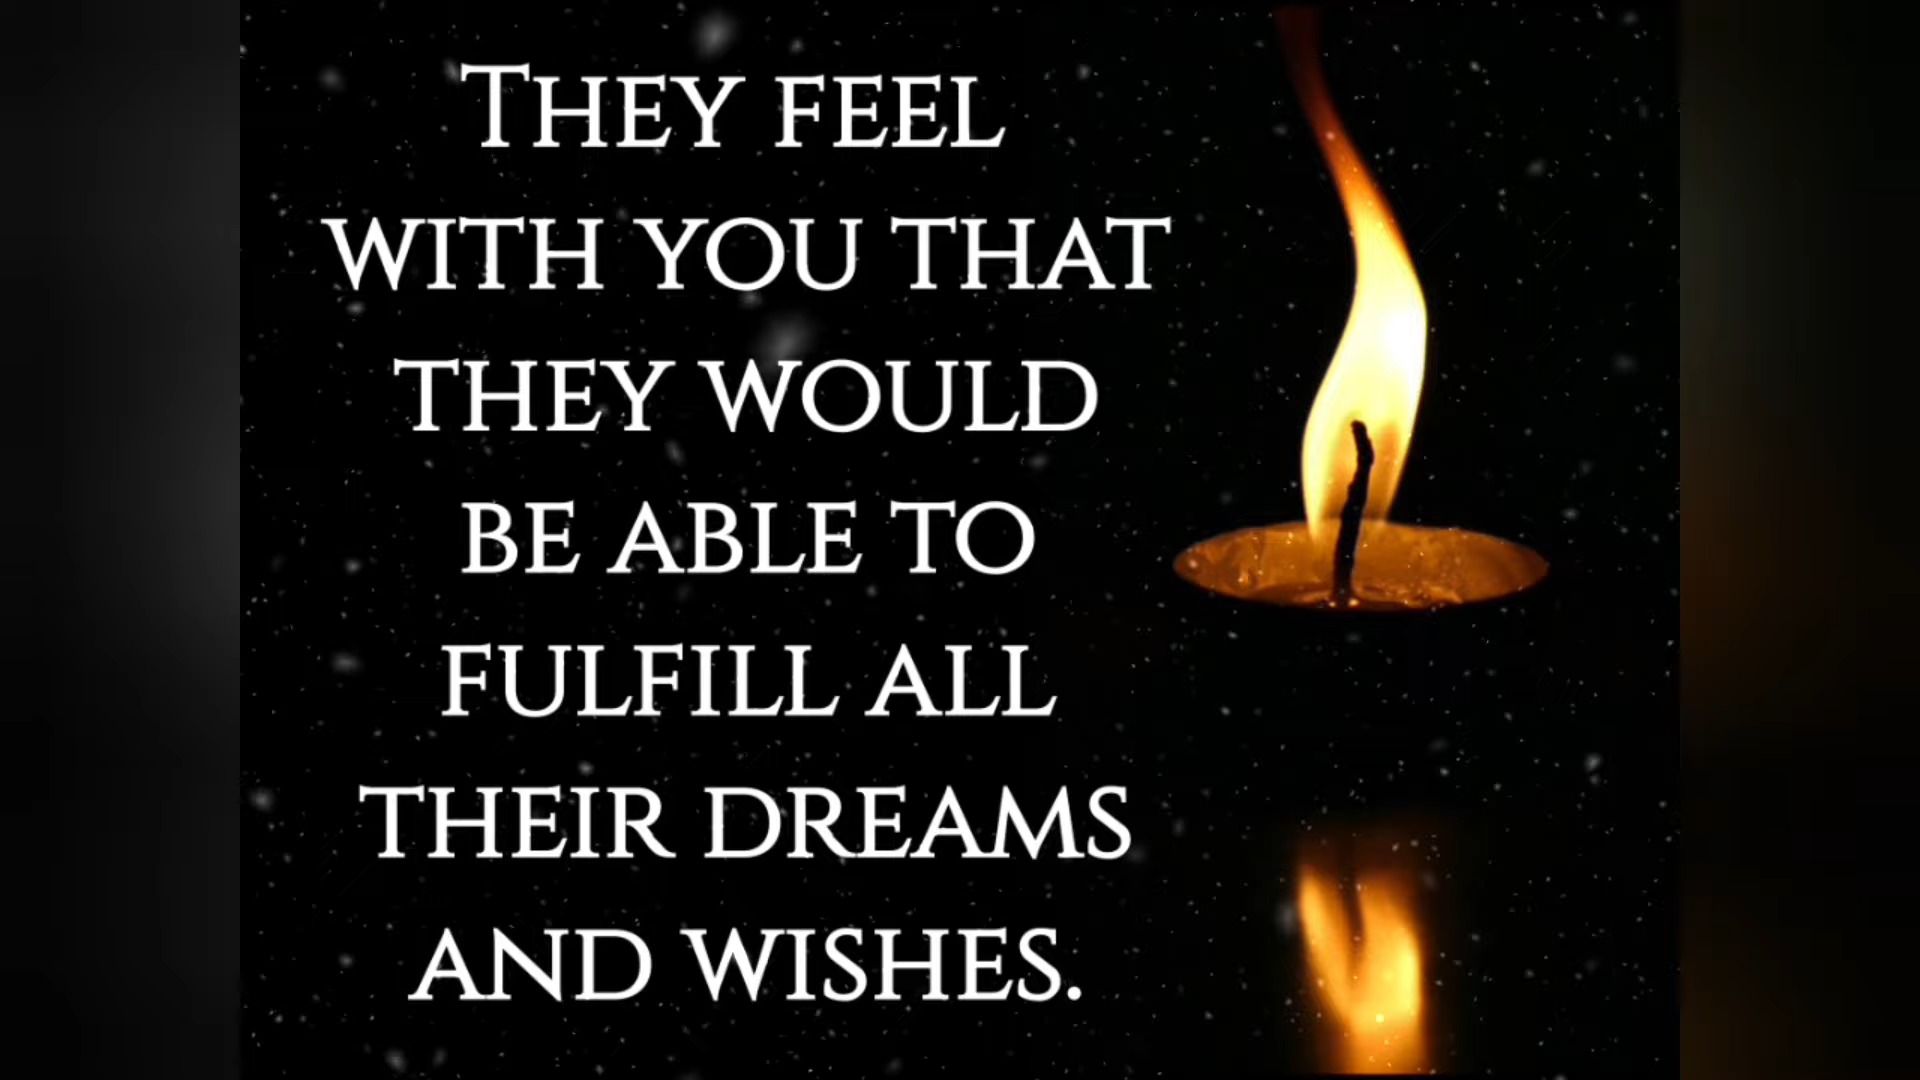 They feel
with you that
they would
be able to
fulfill all
their dreams
and wishes.